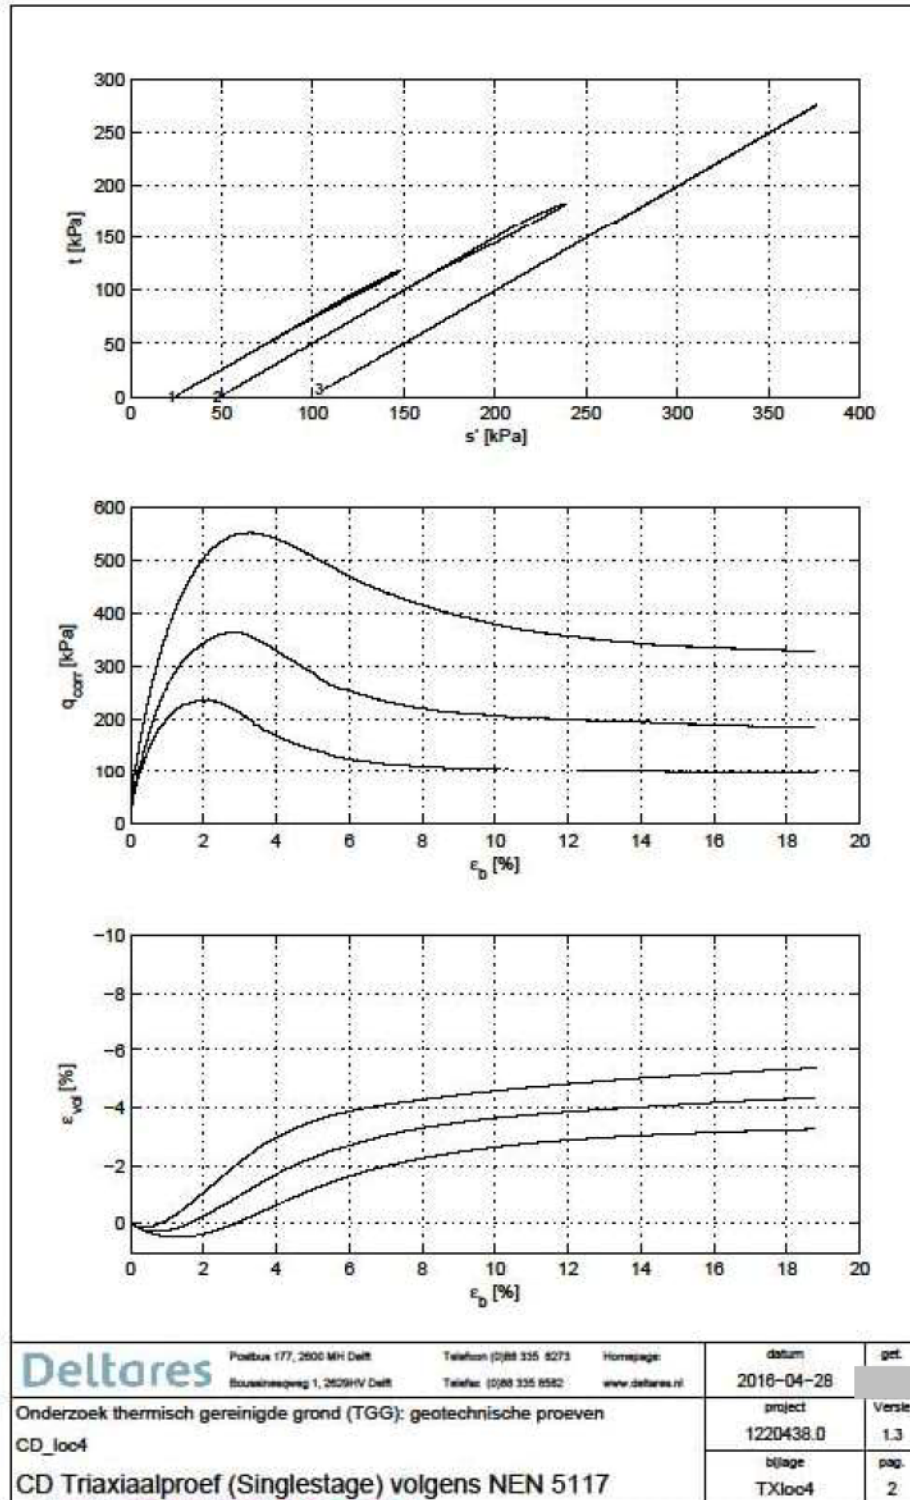 300
250
200
150
100
50
0
t [kPa]
1
2
3
0 50 100 150 200 250 300 350 400
s' [kPa]
600
500
400
300
200
100
0
q_corr [kPa]
0 2 4 6 8 10 12 14 16 18 20
ε_b [%]
−10
−8
−6
−4
−2
0
ε_vol [%]
0 2 4 6 8 10 12 14 16 18 20
ε_b [%]
Deltares
Postbus 177, 2600 MH Delft Telefoon (0)88 335 8273 Homepage:
Boussinesqweg 1, 2629HV Delft Telefax (0)88 335 8582 www.deltares.nl
datum get.
2016-04-28
Onderzoek thermisch gereinigde grond (TGG): geotechnische proeven
CD_loc4
project Versie
1220438.0 1.3
CD Triaxiaalproef (Singlestage) volgens NEN 5117
bijlage pag.
TXloc4 2